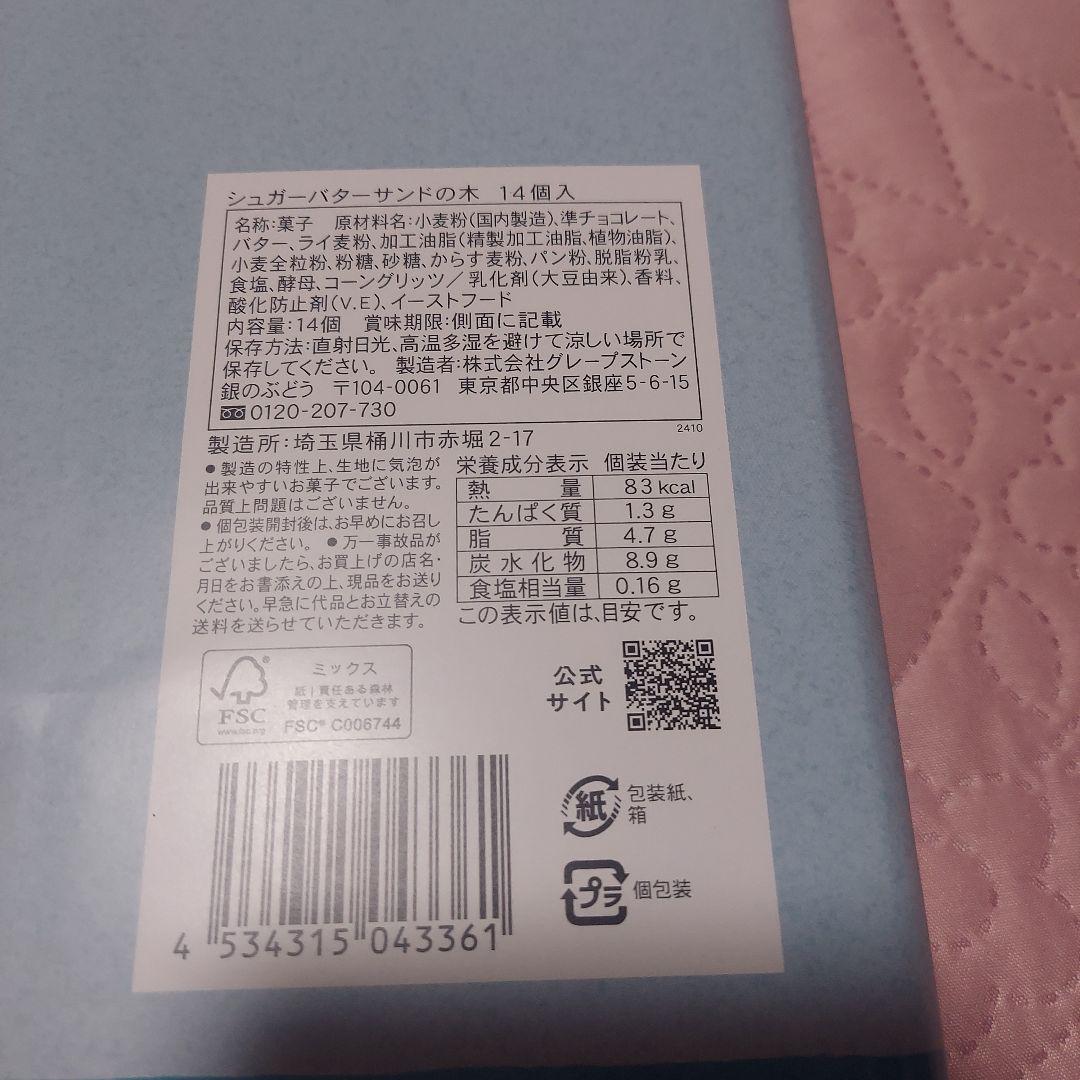 シュガーバターサンドの木 14個入
名称:菓子 原材料名:小麦粉(国内製造)、準チョコレート、
バター、ライ麦粉、加工油脂(精製加工油脂、植物油脂)、
小麦全粒粉、粉糖、砂糖、からす麦粉、パン粉、脱脂粉乳、
食塩、酵母、コーングリッツ/乳化剤(大豆由来)、香料、
酸化防止剤(V.E)、イーストフード
内容量:14個 賞味期限:側面に記載
保存方法:直射日光、高温多湿を避けて涼しい場所で
保存してください。 製造者:株式会社グレープストーン
銀のぶどう 〒104-0061 東京都中央区銀座5-6-15
0120-207-730
2410
製造所:埼玉県桶川市赤堀2-17
●製造の特性上、生地に気泡が
出来やすいお菓子でございます。
品質上問題はございません。
●個包装開封後は、お早めにお召し
上がりください。 ●万一事故品が
ございましたら、お買上げの店名・
月日をお書添えの上、現品をお送り
ください。早急に代品とお立替えの
送料を送らせていただきます。
栄養成分表示 個装当たり
熱量 83kcal
たんぱく質 1.3g
脂質 4.7g
炭水化物 8.9g
食塩相当量 0.16g
この表示値は、目安です。
FSC
www.fsc.org
ミックス
紙|責任ある森林
管理を支えています
FSC® C006744
公式
サイト
紙 包装紙、
箱
プラ 個包装
4 534315 043361